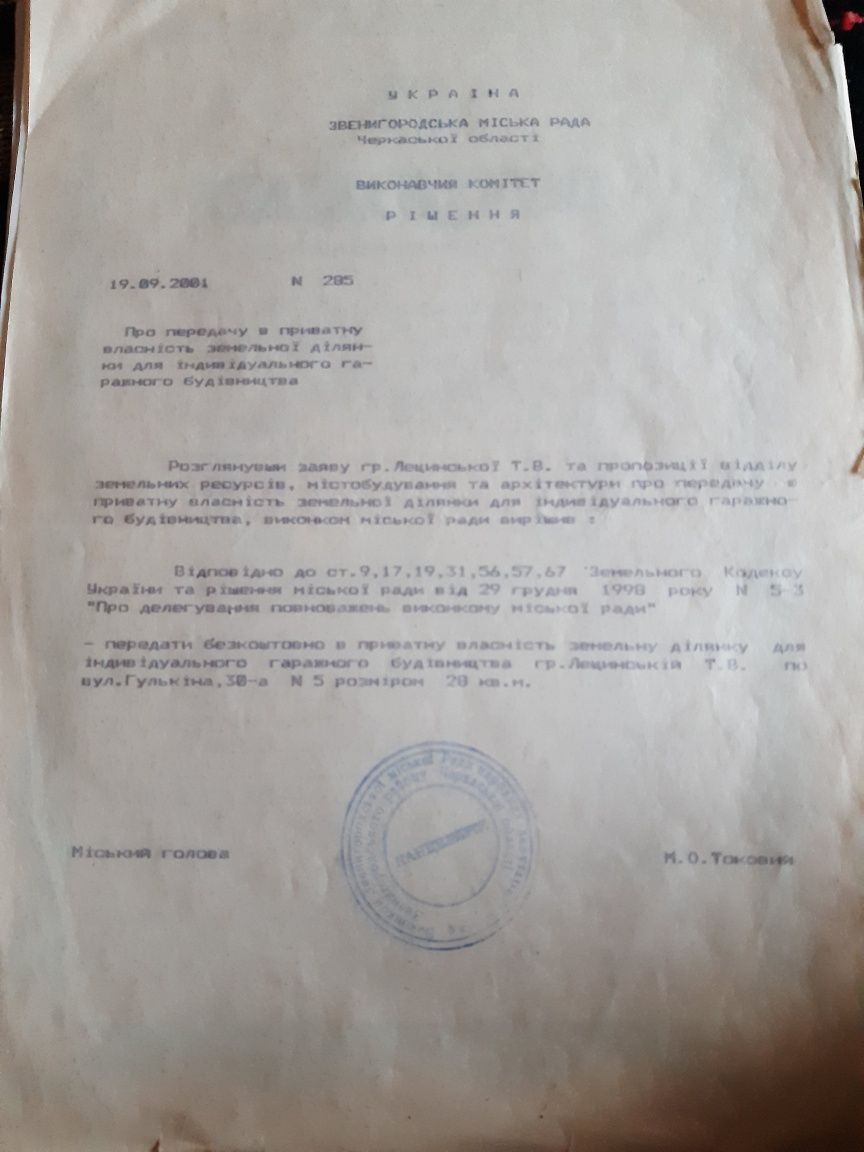 У К Р А Ї Н А
ЗВЕНИГОРОДСЬКА МІСЬКА РАДА
Черкаської області
ВИКОНАВЧИЙ КОМІТЕТ
Р І Ш Е Н Н Я
19.09.2001 N 285
Про передачу в приватну
власність земельної ділян-
ки для індивідуального га-
ражного будівництва
Розглянувши заяву гр.Лещинської Т.В. та пропозиції відділу
земельних ресурсів, містобудування та архітектури про передачу в
приватну власність земельної ділянки для індивідуального гаражно-
го будівництва, виконком міської ради вирішив :
Відповідно до ст.9,17,19,31,56,57,67 Земельного Кодексу
України та рішення міської ради від 29 грудня 1998 року N 5-3
"Про делегування повноважень виконкому міської ради"
- передати безкоштовно в приватну власність земельну ділянку для
індивідуального гаражного будівництва гр.Лещинській Т.В. по
вул.Гулькіна,30-а N 5 розміром 28 кв.м.
Міський голова М.О.Токовий